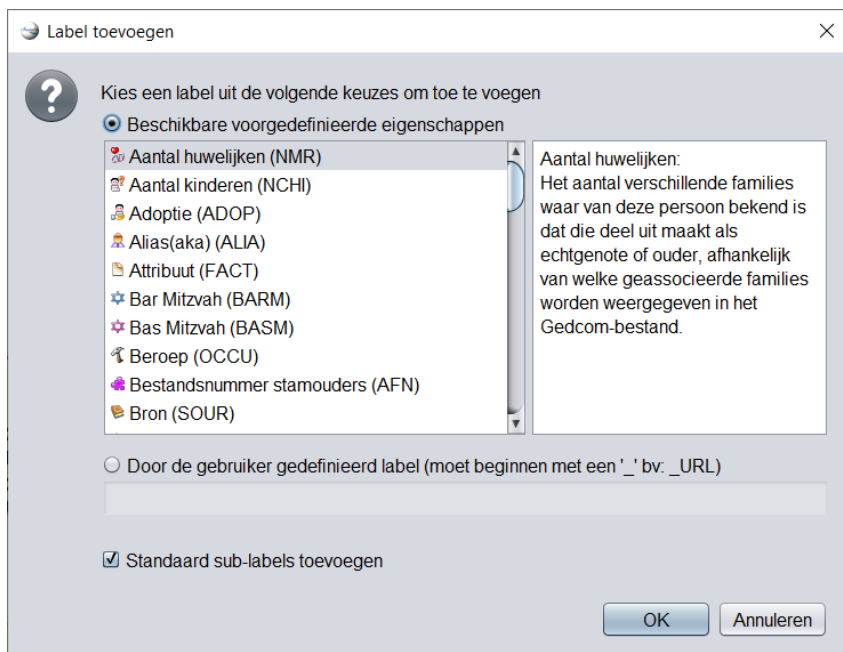 Label toevoegen
Kies een label uit de volgende keuzes om toe te voegen
Beschikbare voorgedefinieerde eigenschappen
Aantal huwelijken (NMR)
Aantal kinderen (NCHI)
Adoptie (ADOP)
Alias(aka) (ALIA)
Attribuut (FACT)
Bar Mitzvah (BARM)
Bas Mitzvah (BASM)
Beroep (OCCU)
Bestandsnummer stamouders (AFN)
Bron (SOUR)
Aantal huwelijken:
Het aantal verschillende families
waar van deze persoon bekend is
dat die deel uit maakt als
echtgenote of ouder, afhankelijk
van welke geassocieerde families
worden weergegeven in het
Gedcom-bestand.
Door de gebruiker gedefinieerd label (moet beginnen met een '_' bv: _URL)
Standaard sub-labels toevoegen
OK
Annuleren